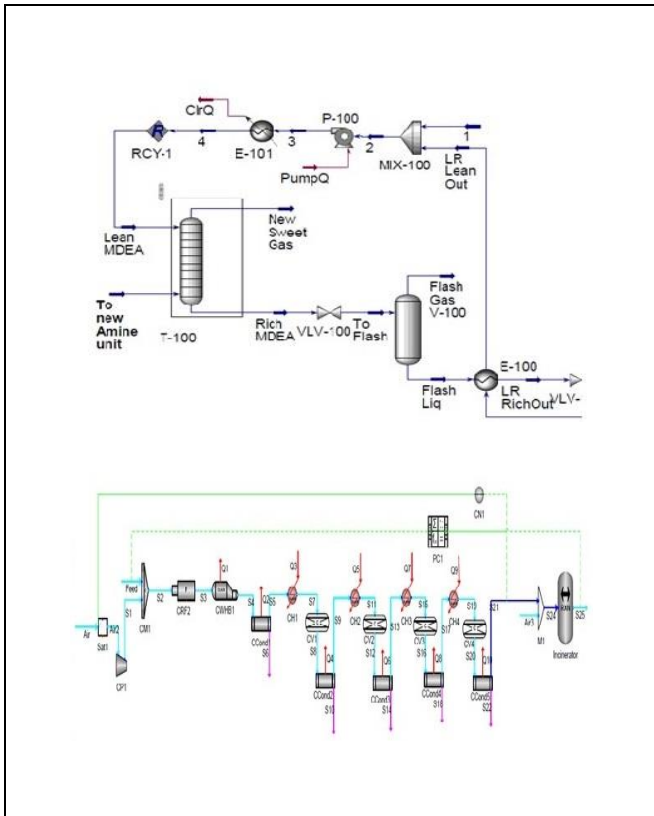 ClrQ
P-100
1
RCY-1
4
E-101
3
2
MIX-100
LR
Lean
Out
PumpQ
Lean
MDEA
New
Sweet
Gas
To
new
Amine
unit
T-100
Rich
MDEA
VLV-100
To
Flash
Flash
Gas
V-100
Flash
Liq
E-100
LR
RichOut
VLV-
CN1
PC1
Feed
Air
Sat1
Air2
S1
CP1
CM1
S2
CRF2
S3
Q1
CWHB1
S4
CCond1
Q2
S5
S6
Q3
CH1
S7
CV1
S8
Q4
CCond2
S10
S9
Q5
CH2
S11
CV2
S12
Q6
CCond3
S14
S13
Q7
CH3
S15
CV3
S16
Q8
CCond4
S18
S17
Q9
CH4
S19
CV4
S20
Q10
CCond5
S22
S21
Air3
M1
S24
Incinerator
S25